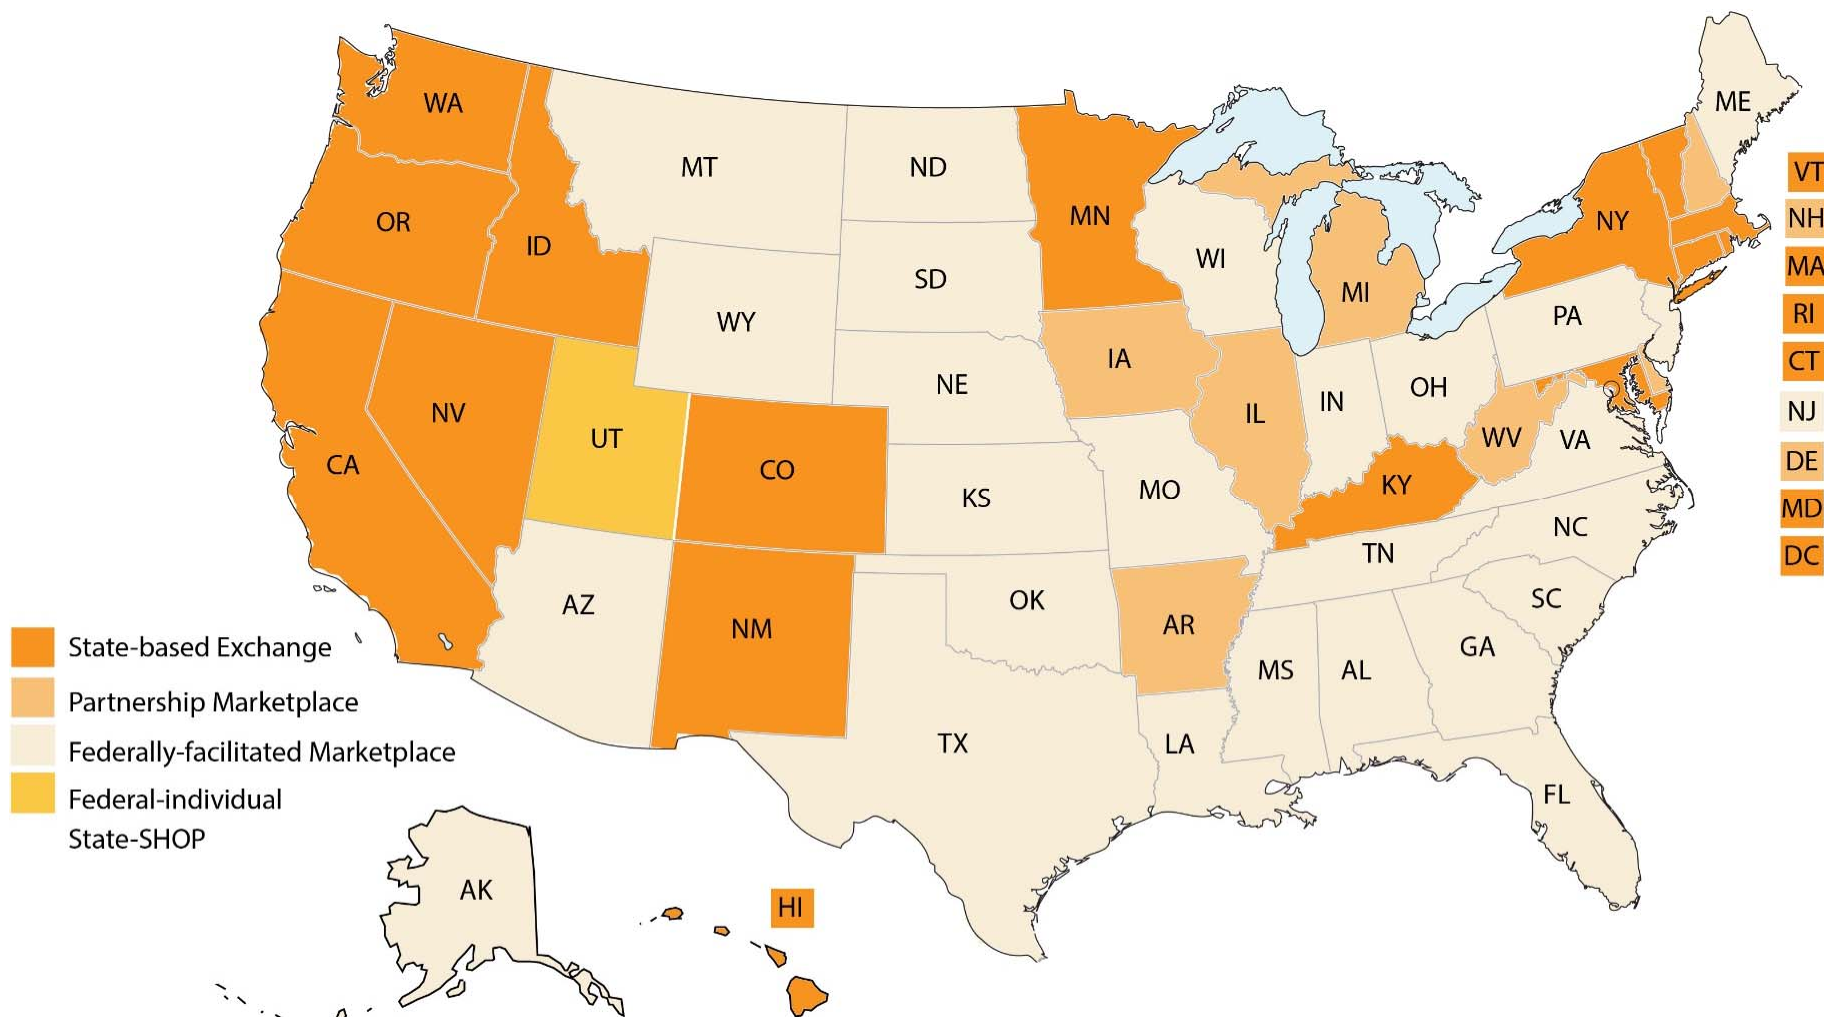 WA
MT
ND
MN
ME
OR
ID
SD
WI
MI
NY
VT
NH
MA
RI
CT
NJ
DE
MD
DC
WY
NE
IA
PA
NV
UT
CO
KS
MO
IL
IN
OH
WV
VA
KY
CA
AZ
NM
OK
AR
TN
NC
SC
MS
AL
GA
TX
LA
FL
State-based Exchange
Partnership Marketplace
Federally-facilitated Marketplace
Federal-individual
State-SHOP
AK
HI